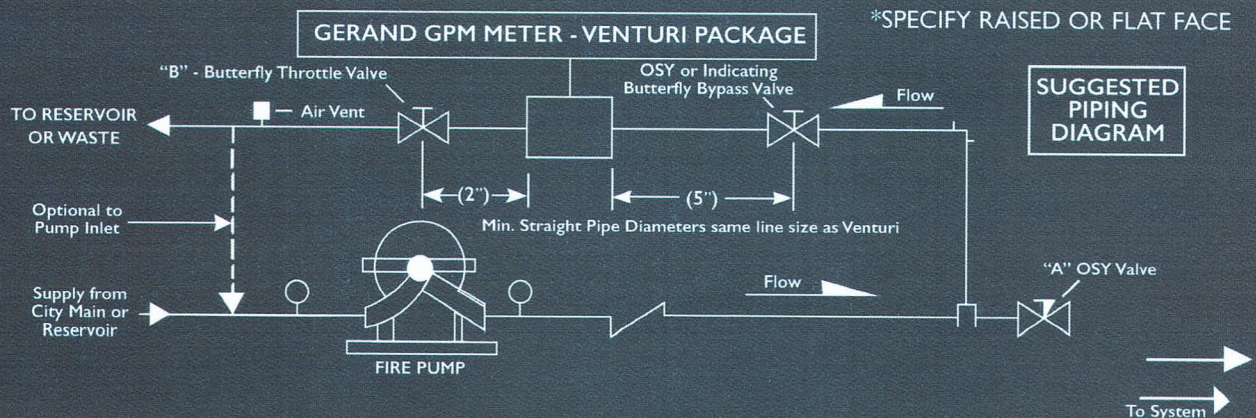 *SPECIFY RAISED OR FLAT FACE
GERAND GPM METER - VENTURI PACKAGE
"B" - Butterfly Throttle Valve
OSY or Indicating
Butterfly Bypass Valve
Flow
SUGGESTED
PIPING
DIAGRAM
TO RESERVOIR
OR WASTE
Air Vent
(2")
(5")
Min. Straight Pipe Diameters same line size as Venturi
Optional to
Pump Inlet
Supply from
City Main or
Reservoir
Flow
"A" OSY Valve
FIRE PUMP
To System